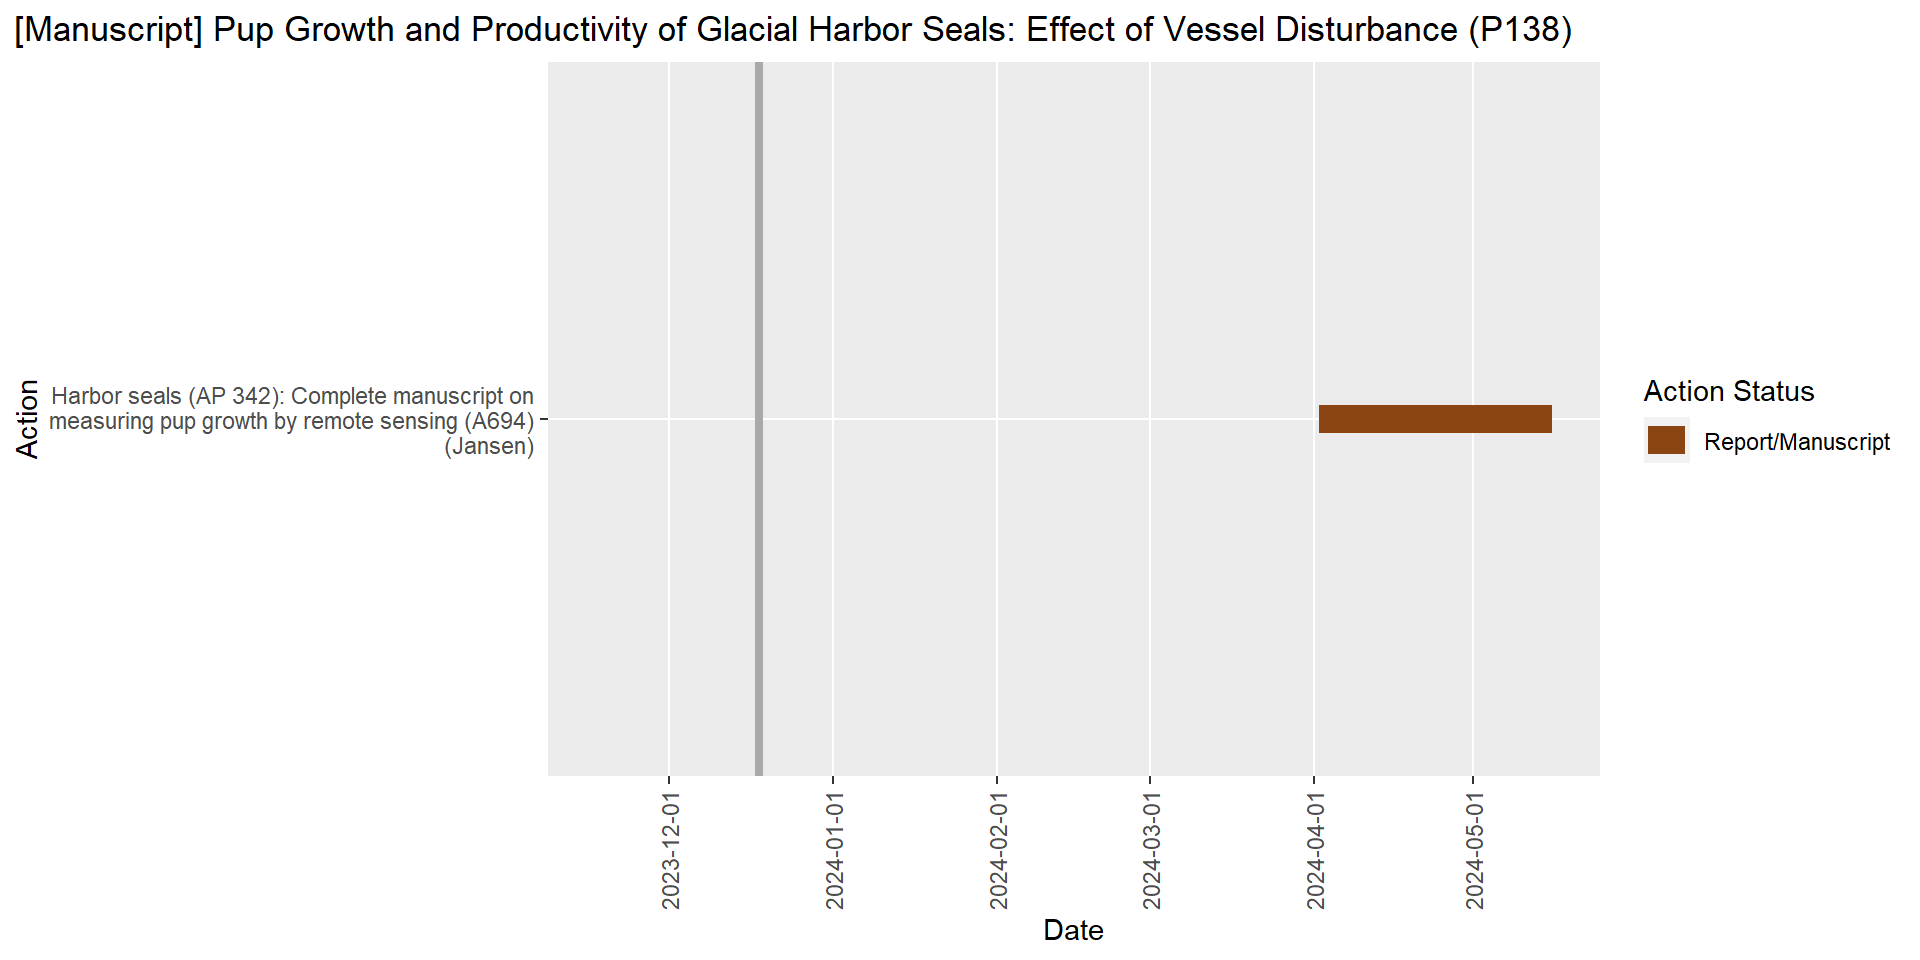 [Manuscript] Pup Growth and Productivity of Glacial Harbor Seals: Effect of Vessel Disturbance (P138)
Action
Harbor seals (AP 342): Complete manuscript on
measuring pup growth by remote sensing (A694)
(Jansen)
Action Status
Report/Manuscript
2023-12-01
2024-01-01
2024-02-01
2024-03-01
2024-04-01
2024-05-01
Date